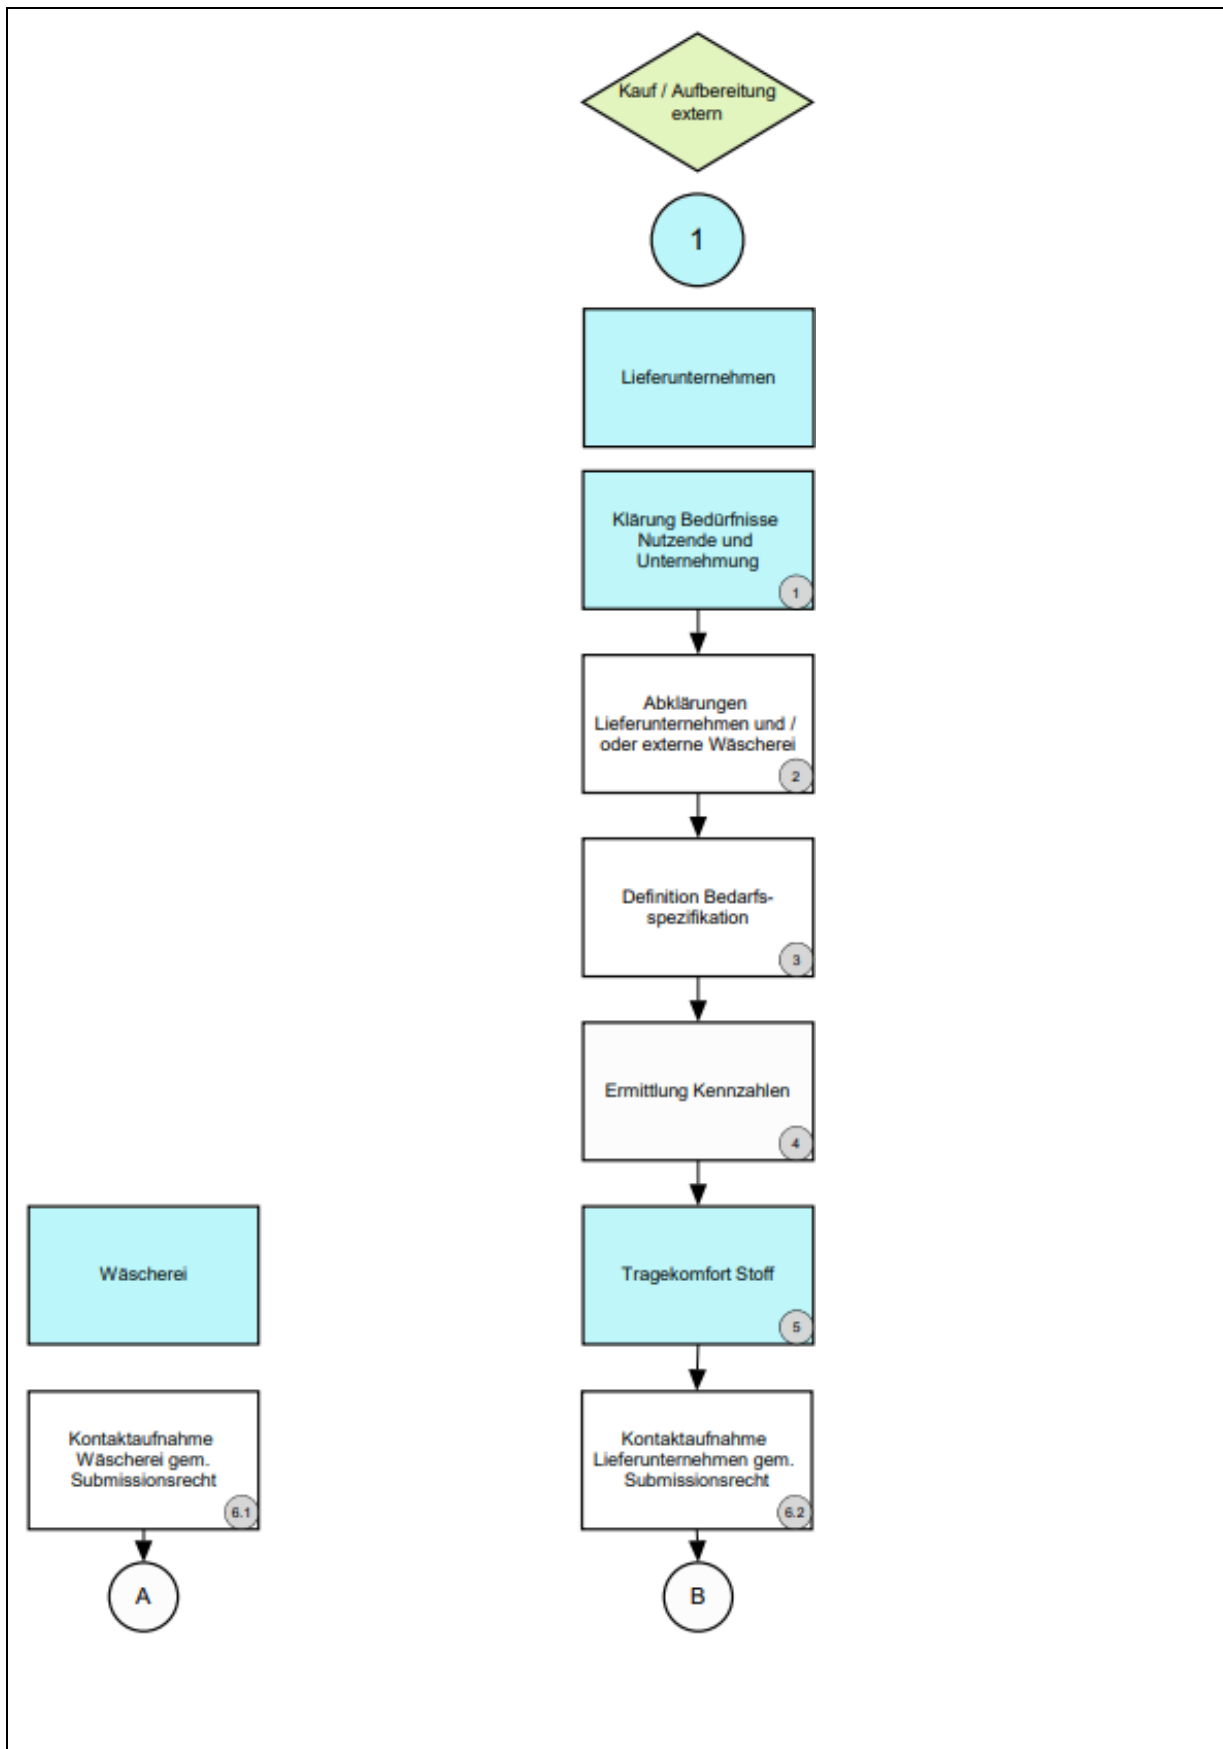 Kauf / Aufbereitung
extern
1
Lieferunternehmen
Klärung Bedürfnisse
Nutzende und
Unternehmung
1
Abklärungen
Lieferunternehmen und /
oder externe Wäscherei
2
Definition Bedarfs-
spezifikation
3
Ermittlung Kennzahlen
4
Wäscherei
Tragekomfort Stoff
5
Kontaktaufnahme
Wäscherei gem.
Submissionsrecht
6.1
Kontaktaufnahme
Lieferunternehmen gem.
Submissionsrecht
6.2
A
B